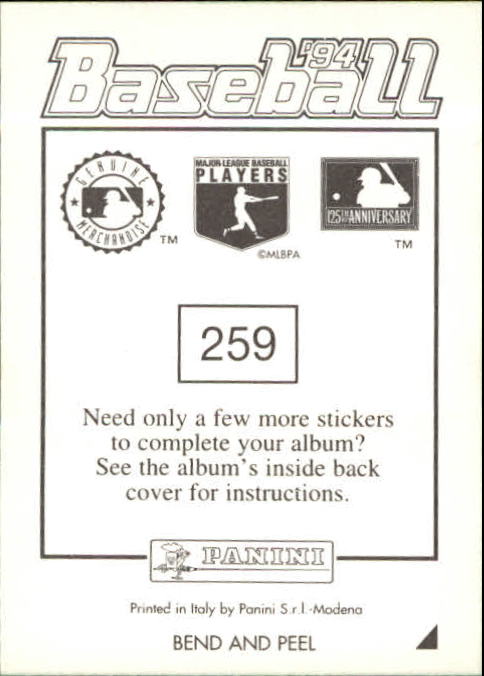 '94
Baseball
GENUINE
MERCHANDISE
TM
MAJOR LEAGUE BASEBALL
PLAYERS
©MLBPA
125TH ANNIVERSARY
TM
259
Need only a few more stickers
to complete your album?
See the album's inside back
cover for instructions.
PANINI
Printed in Italy by Panini S.r.l.-Modena
BEND AND PEEL